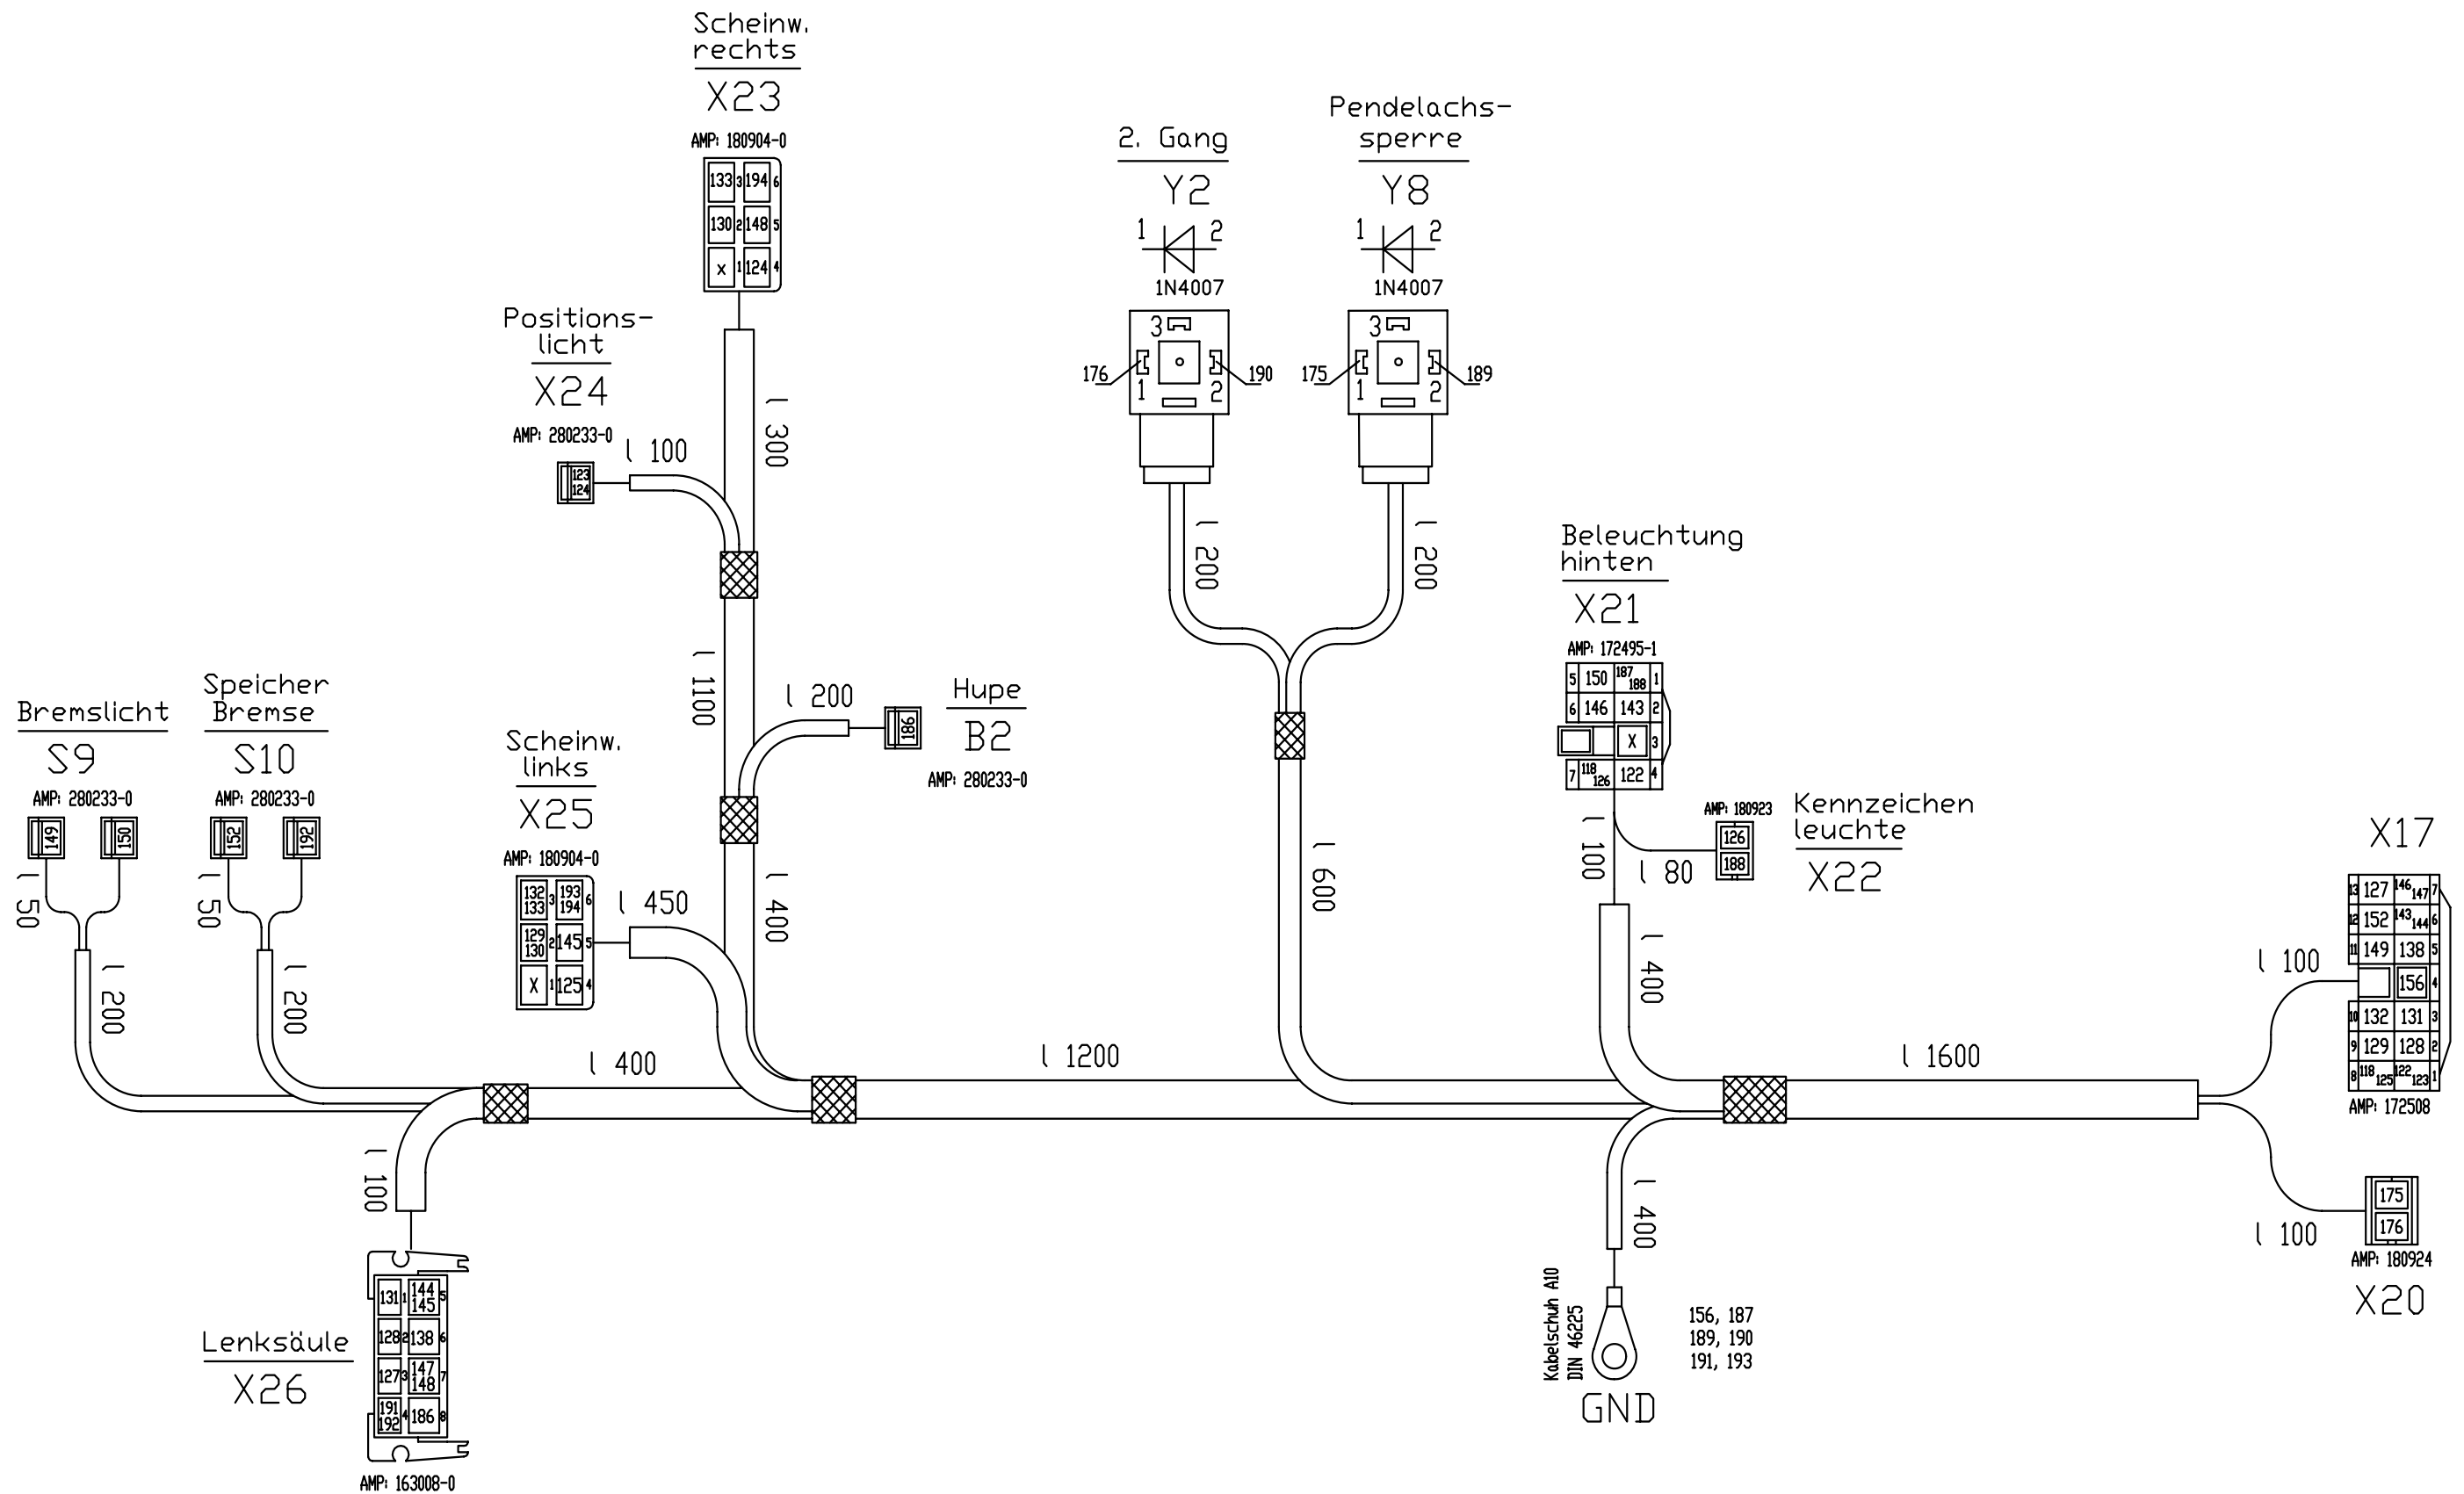 Scheinw.
rechts
X23
AMP: 180904-0
133 3 194 6
130 2 148 5
x 1 124 4
l 300
Positions-
licht
X24
AMP: 280233-0
123
124
l 100
2. Gang
Y2
1 2
1N4007
3
176 190
1 2
l 200
Pendelachs-
sperre
Y8
1 2
1N4007
3
175 189
1 2
l 200
l 1100
l 200
Hupe
B2
186
AMP: 280233-0
l 400
Bremslicht
S9
AMP: 280233-0
149 150
l 50
l 200
Speicher
Bremse
S10
AMP: 280233-0
152 192
l 50
l 200
Scheinw.
links
X25
AMP: 180904-0
132
133 3 193
194 6
129
130 2 145 5
X 1 125 4
l 450
l 400
l 1200
l 600
Beleuchtung
hinten
X21
AMP: 172495-1
5 150 187
188 1
6 146 143 2
X 3
7 118
126 122 4
l 100
l 80
AMP: 180923
126
188
Kennzeichen
leuchte
X22
l 400
l 1600
X17
13 127 146
147 7
12 152 143
144 6
11 149 138 5
156 4
10 132 131 3
9 129 128 2
8 118
125 122
123 1
AMP: 172508
l 100
l 100
175
176
AMP: 180924
X20
l 100
Lenksäule
X26
131 1 144
145 5
128 2 138 6
127 3 147
148 7
191
192 4 186 8
AMP: 163008-0
l 400
Kabelschuh A10
DIN 46225
GND
156, 187
189, 190
191, 193